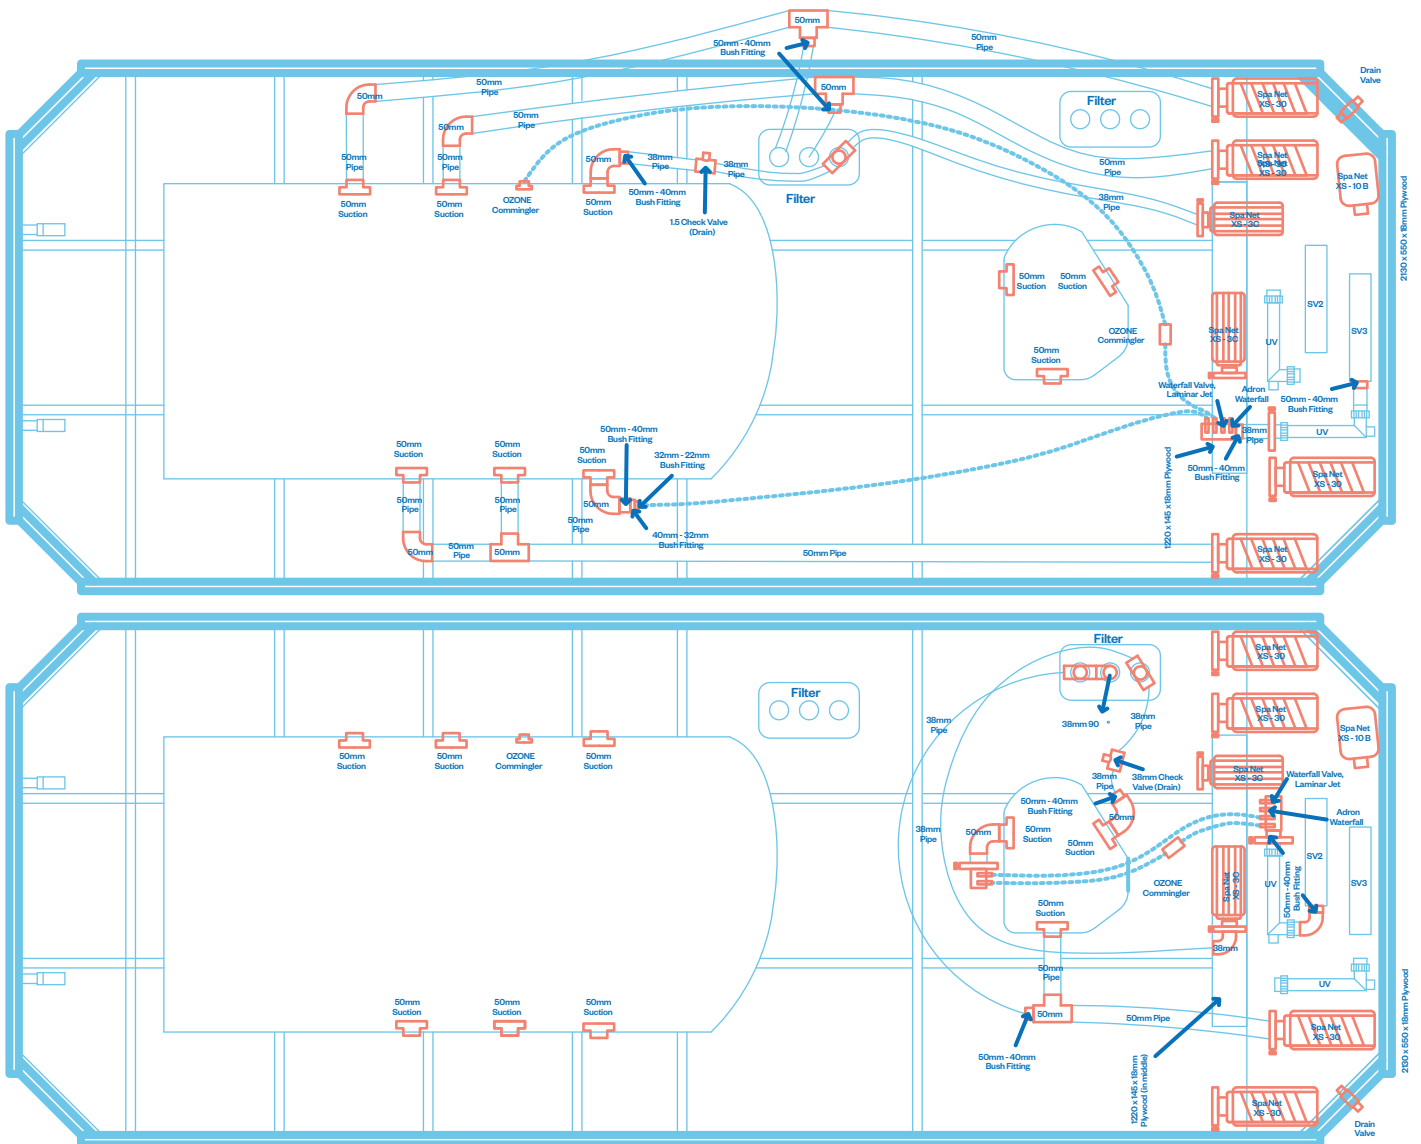 50mm
50mm - 40mm
Bush Fitting
50mm
Pipe
Drain
Valve
50mm
50mm
Pipe
50mm
Filter
Spa Net
XS - 30
50mm
50mm
Pipe
50mm
Pipe
50mm
Pipe
50mm
38mm
Pipe
38mm
Pipe
50mm
Pipe
Spa Net
XS - 30
Spa Net
XS - 10 B
50mm
Suction
50mm
Suction
OZONE
Commingler
50mm
Suction
50mm - 40mm
Bush Fitting
Filter
38mm
Pipe
1.5 Check Valve
(Drain)
Spa Net
XS - 30
2130 x 550 x 18mm Plywood
50mm
Suction
50mm
Suction
SV2
SV3
OZONE
Commingler
Spa Net
XS - 30
UV
50mm
Suction
Waterfall Valve,
Laminar Jet
Adron
Waterfall
50mm - 40mm
Bush Fitting
50mm
Suction
50mm
Suction
50mm
Suction
50mm - 40mm
Bush Fitting
32mm - 22mm
Bush Fitting
38mm
Pipe
UV
50mm - 40mm
Bush Fitting
1220 x 145 x 18mm Plywood
Spa Net
XS - 30
50mm
Pipe
50mm
Pipe
50mm
50mm
Pipe
40mm - 32mm
Bush Fitting
50mm
50mm
Pipe
50mm
50mm Pipe
Spa Net
XS - 30
Filter
Spa Net
XS - 30
Filter
38mm
Pipe
38mm 90 °
38mm
Pipe
Spa Net
XS - 30
Spa Net
XS - 10 B
50mm
Suction
50mm
Suction
OZONE
Commingler
50mm
Suction
38mm
Pipe
38mm Check
Valve (Drain)
Spa Net
XS - 30
Waterfall Valve,
Laminar Jet
50mm - 40mm
Bush Fitting
50mm
Adron
Waterfall
38mm
Pipe
50mm
50mm
Suction
50mm
Suction
OZONE
Commingler
Spa Net
XS - 30
UV
50mm - 40mm
Bush Fitting
SV2
SV3
50mm
Suction
38mm
50mm
Pipe
UV
50mm
Suction
50mm
Suction
50mm
Suction
50mm
50mm Pipe
50mm - 40mm
Bush Fitting
1220 x 145 x 18mm
Plywood (in middle)
Spa Net
XS - 30
2130 x 550 x 18mm Plywood
Spa Net
XS - 30
Drain
Valve